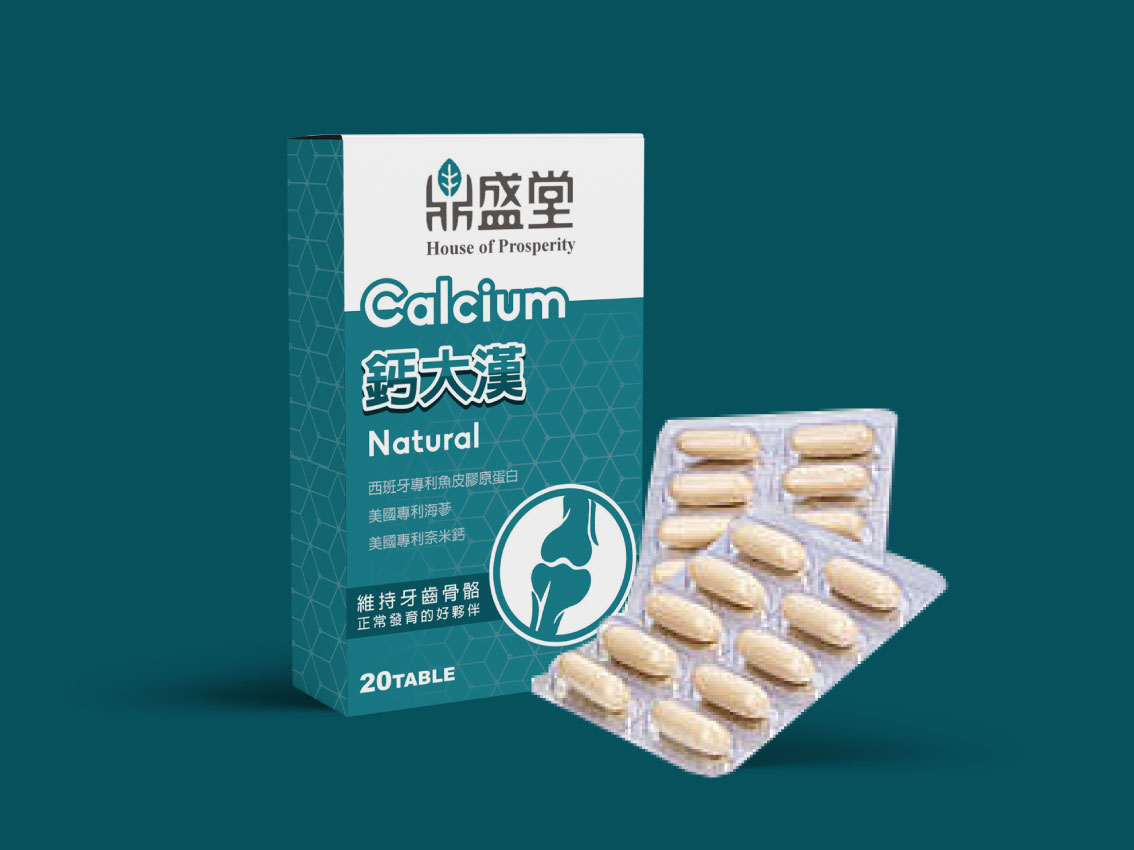 鼎盛堂
House of Prosperity
Calcium
鈣大漢
Natural
西班牙專利魚皮膠原蛋白
美國專利海蔘
美國專利奈米鈣
維持牙齒骨骼
正常發育的好夥伴
20TABLE